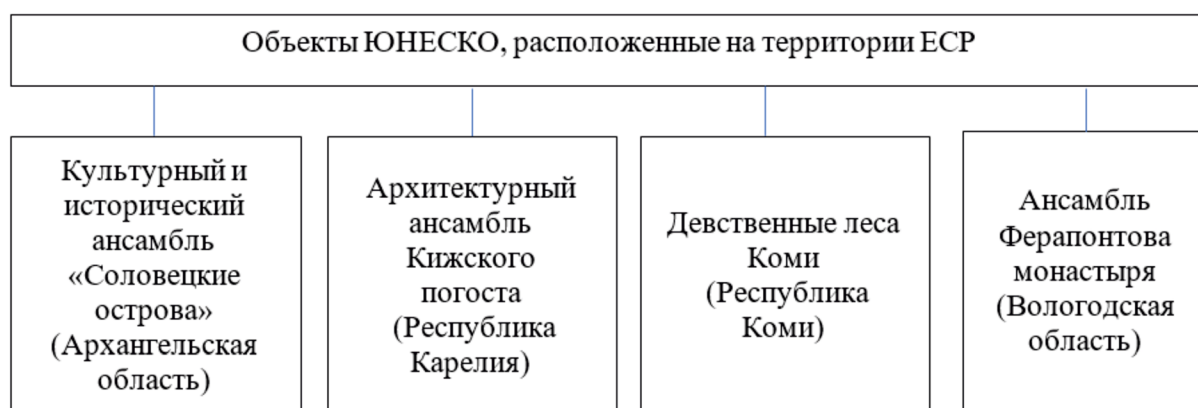 Объекты ЮНЕСКО, расположенные на территории ЕСР
Культурный и
исторический
ансамбль
«Соловецкие
острова»
(Архангельская
область)
Архитектурный
ансамбль
Кижского
погоста
(Республика
Карелия)
Девственные леса
Коми
(Республика
Коми)
Ансамбль
Ферапонтова
монастыря
(Вологодская
область)